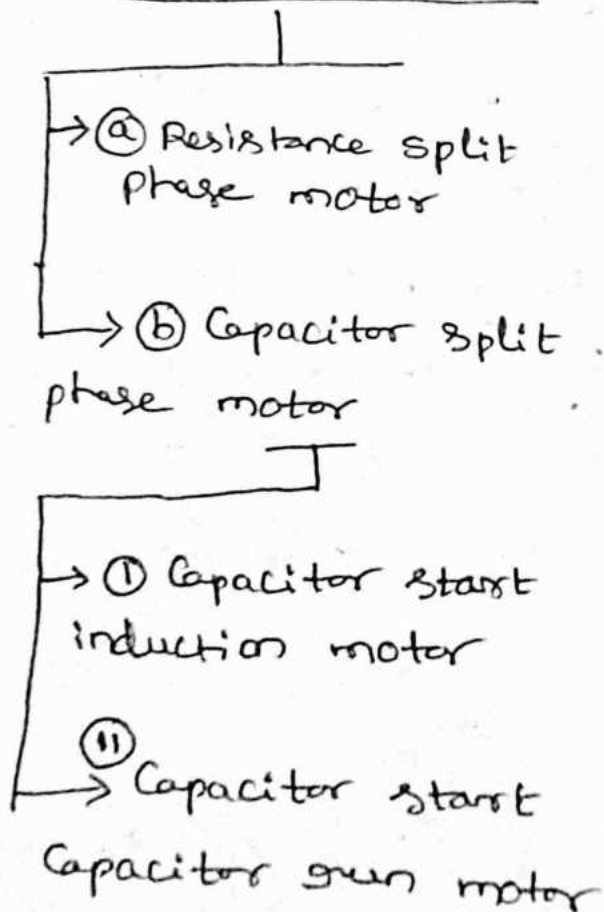 ⓐ Resistance split
phase motor
ⓑ Capacitor split
phase motor
① Capacitor start
induction motor
⑪
Capacitor start
Capacitor run motor